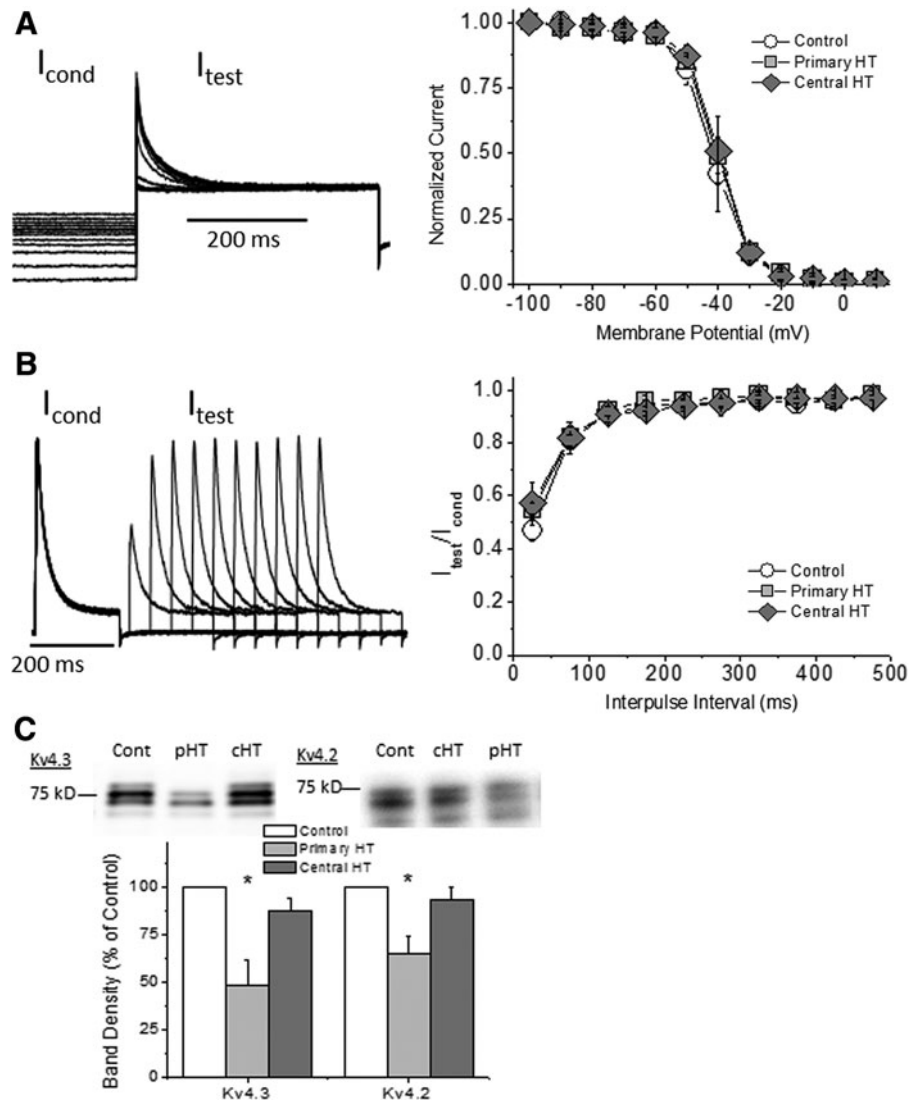 A
Icond
Itest
200 ms
Normalized Current
1.00
0.75
0.50
0.25
0.00
Control
Primary HT
Central HT
-100 -80 -60 -40 -20 0
Membrane Potential (mV)
B
Icond
Itest
200 ms
Itest/Icond
1.0
0.8
0.6
0.4
0.2
0.0
Control
Primary HT
Central HT
0 100 200 300 400 500
Interpulse Interval (ms)
C
Kv4.3
Cont pHT cHT
75 kD
Kv4.2
Cont cHT pHT
75 kD
Control
Primary HT
Central HT
Band Density (% of Control)
100
75
50
25
0
* *
Kv4.3 Kv4.2